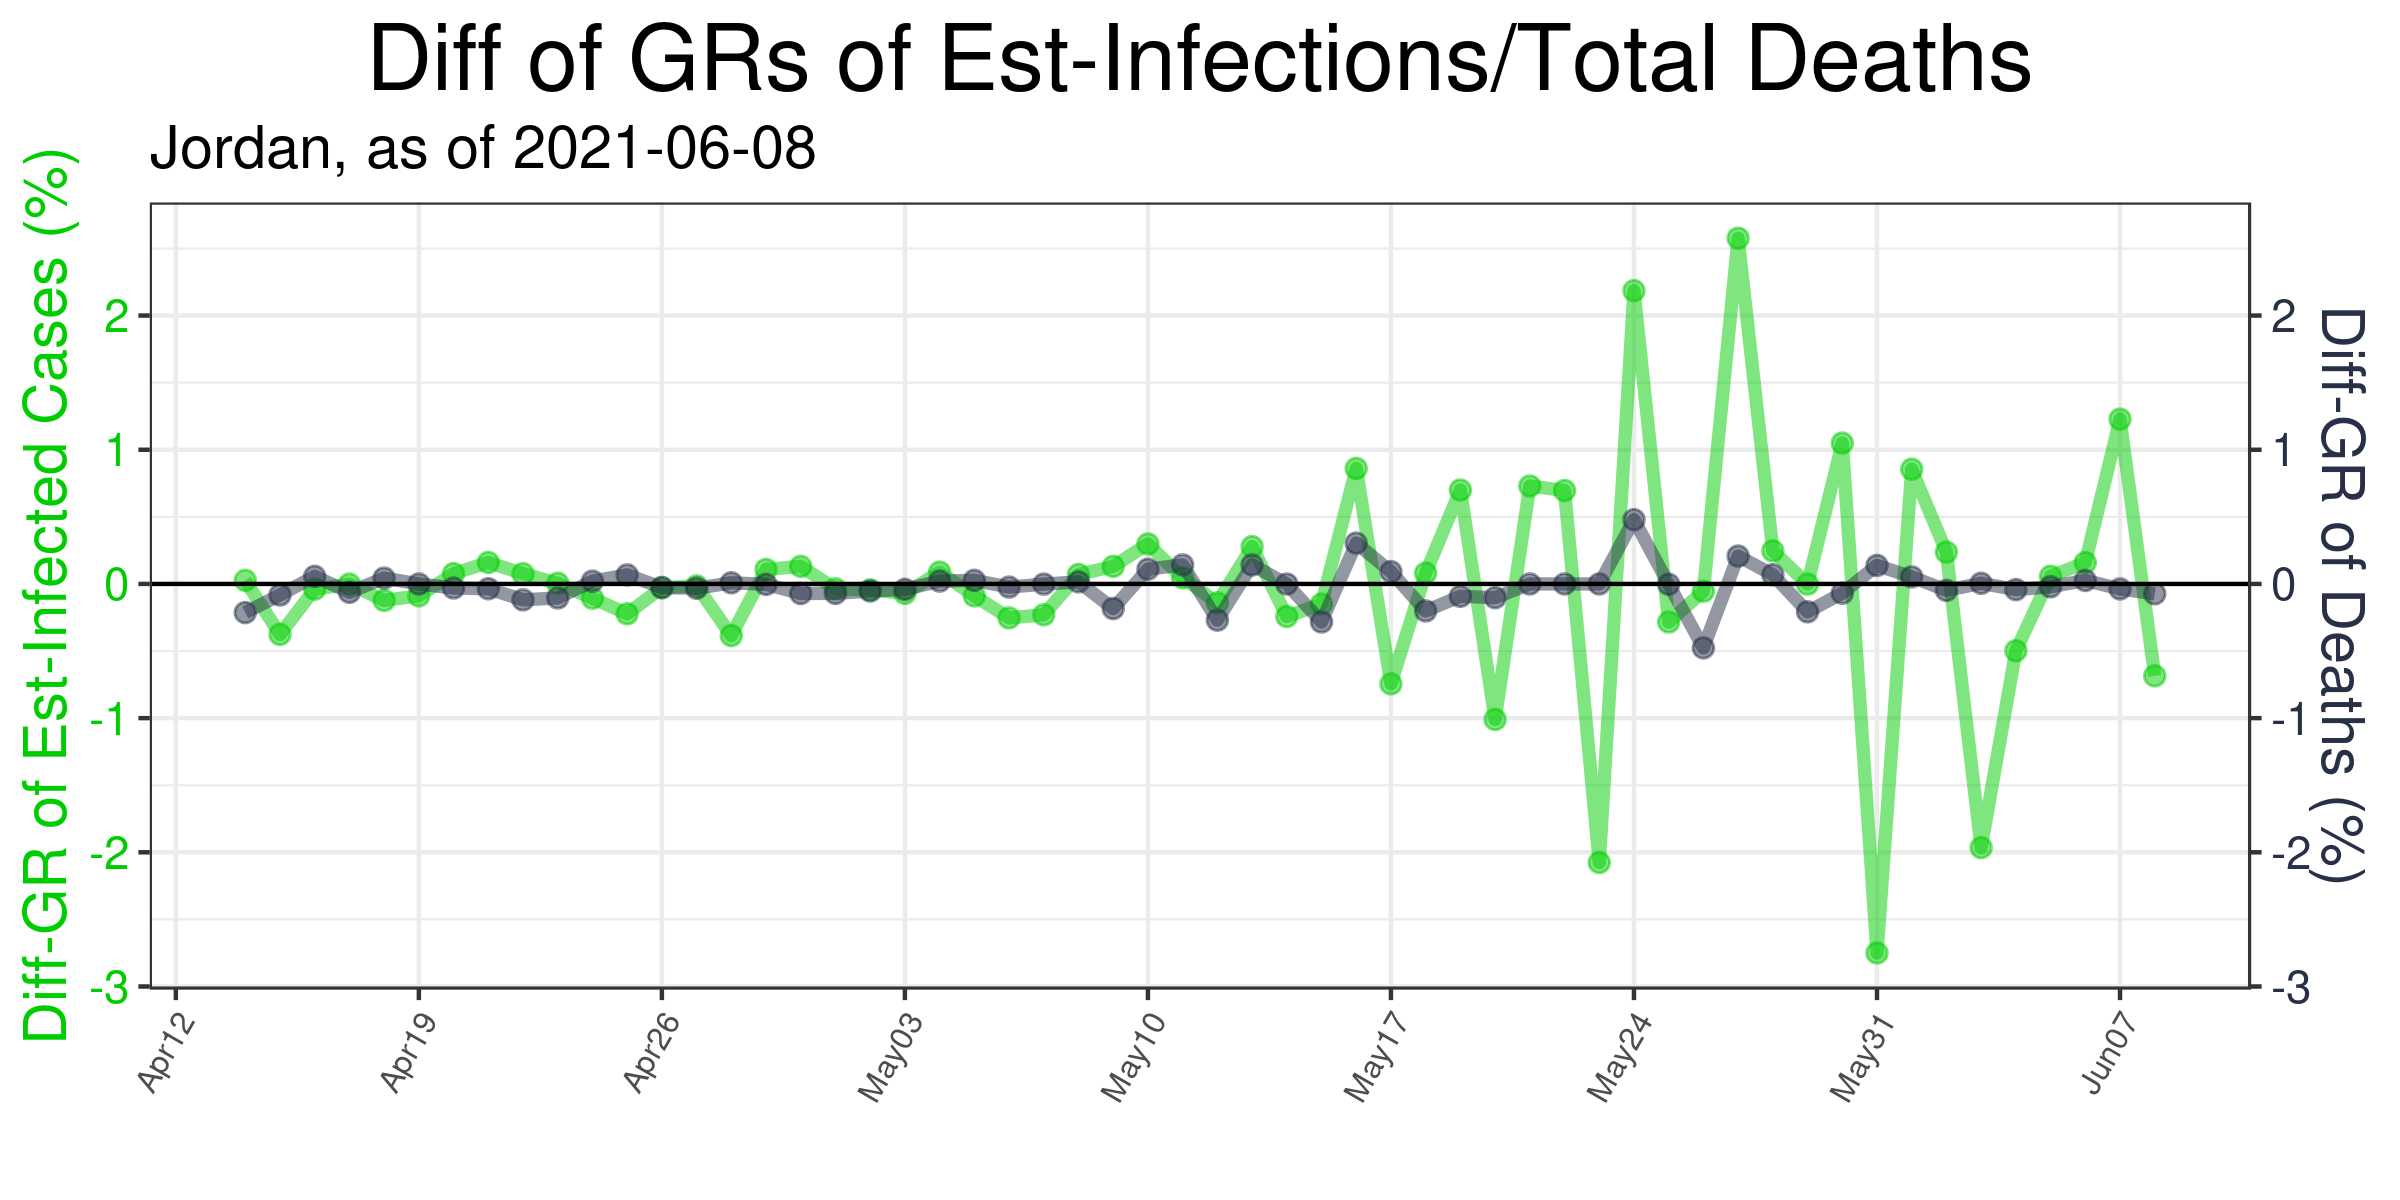 Diff of GRs of Est-Infections/Total Deaths
Jordan, as of 2021-06-08
Diff-GR of Est-Infected Cases (%)
2
1
0
-1
-2
-3
2
1
0
-1
-2
-3
Diff-GR of Deaths (%)
Apr12
Apr19
Apr26
May03
May10
May17
May24
May31
Jun07